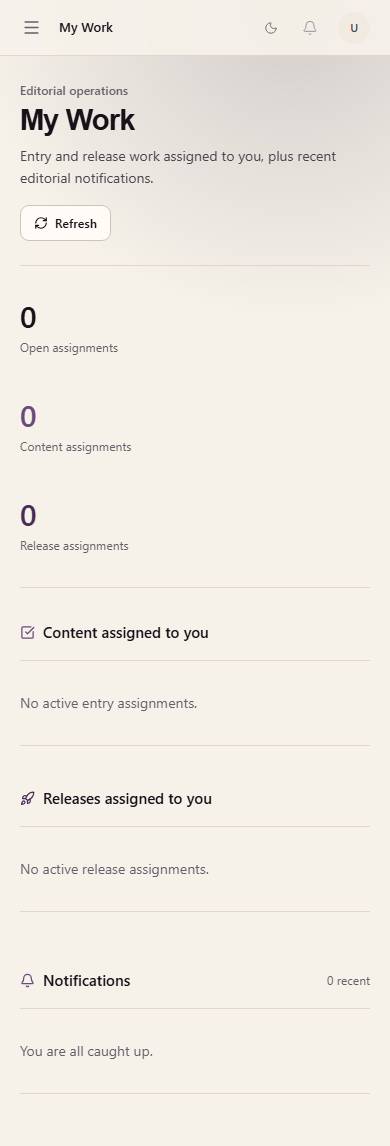 My Work
U
Editorial operations
My Work
Entry and release work assigned to you, plus recent
editorial notifications.
Refresh
0
Open assignments
0
Content assignments
0
Release assignments
Content assigned to you
No active entry assignments.
Releases assigned to you
No active release assignments.
Notifications 0 recent
You are all caught up.